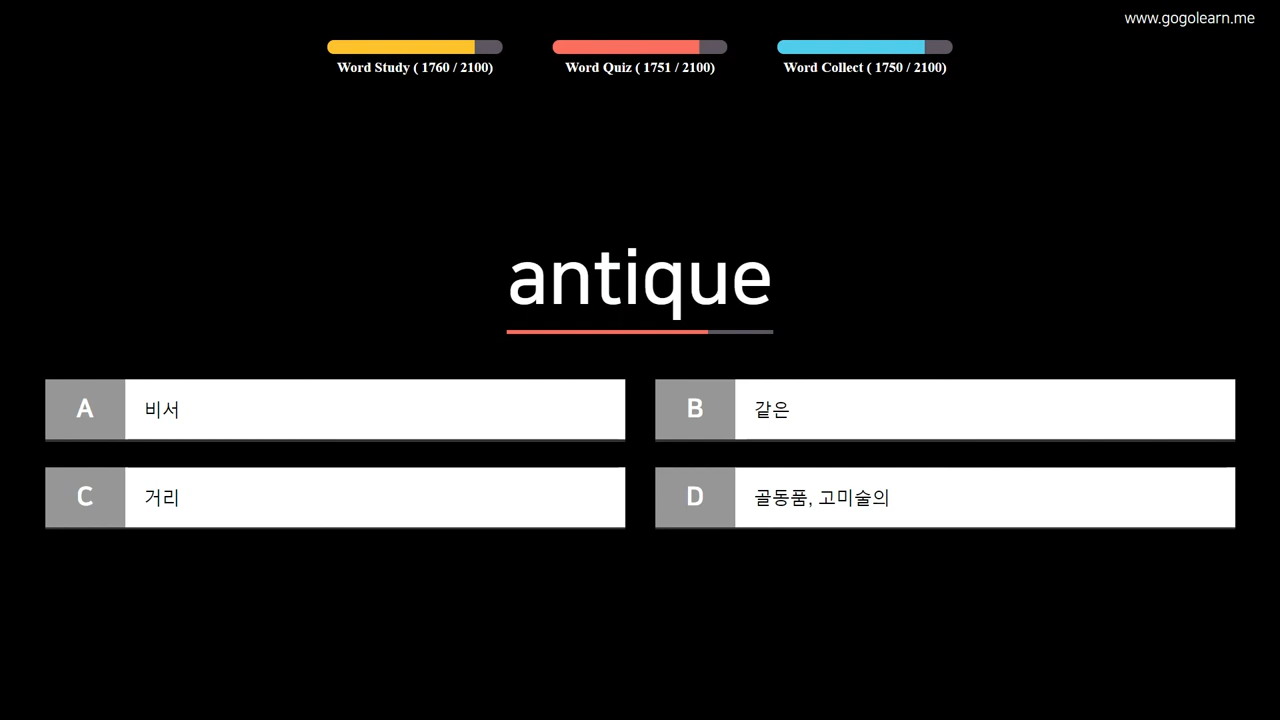 www.gogolearn.me
Word Study ( 1760 / 2100)
Word Quiz ( 1751 / 2100)
Word Collect ( 1750 / 2100)
antique
A 비서
B 같은
C 거리
D 골동품, 고미술의